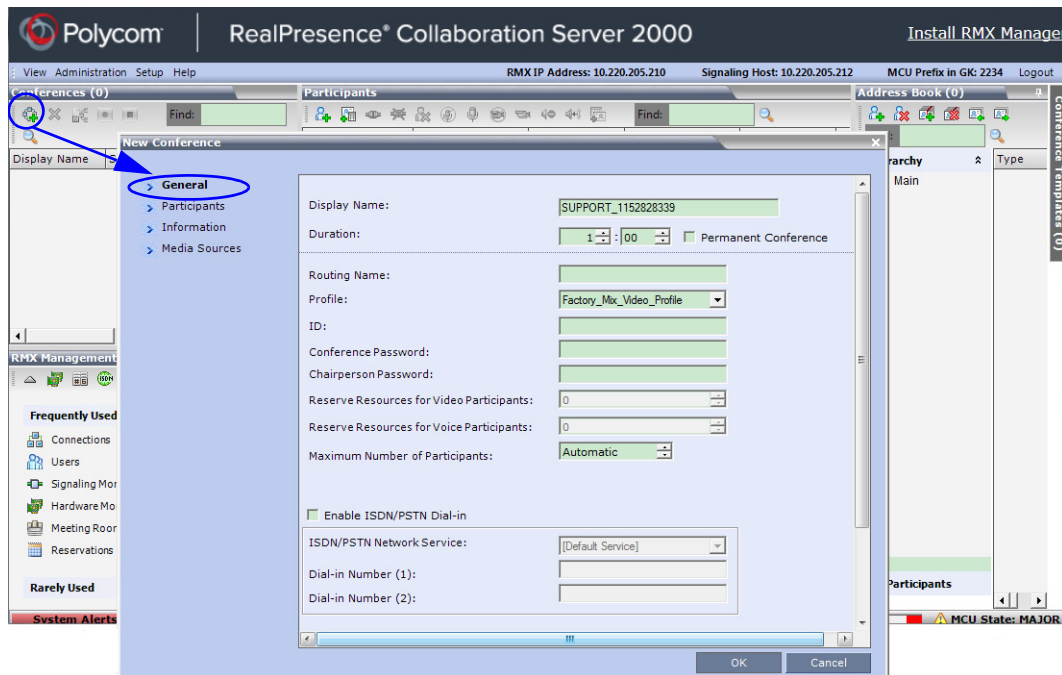 Polycom
RealPresence® Collaboration Server 2000
Install RMX Manager
View Administration Setup Help
RMX IP Address: 10.220.205.210
Signaling Host: 10.220.205.212
MCU Prefix in GK: 2234
Logout
Conferences (0)
Participants
Address Book (0)
Find:
Find:
Conference Templates (0)
Display Name
Type
Main
New Conference
General
Participants
Information
Media Sources
Display Name:
SUPPORT_1152828339
Duration:
1 : 00
Permanent Conference
Routing Name:
Profile:
Factory_Mix_Video_Profile
ID:
Conference Password:
Chairperson Password:
Reserve Resources for Video Participants:
0
Reserve Resources for Voice Participants:
0
Maximum Number of Participants:
Automatic
Enable ISDN/PSTN Dial-in
ISDN/PSTN Network Service:
[Default Service]
Dial-in Number (1):
Dial-in Number (2):
OK
Cancel
RMX Management
ISDN
Frequently Used
Connections
Users
Signaling Mo
Hardware Mo
Meeting Roor
Reservations
Rarely Used
Participants
System Alerts
MCU State: MAJOR